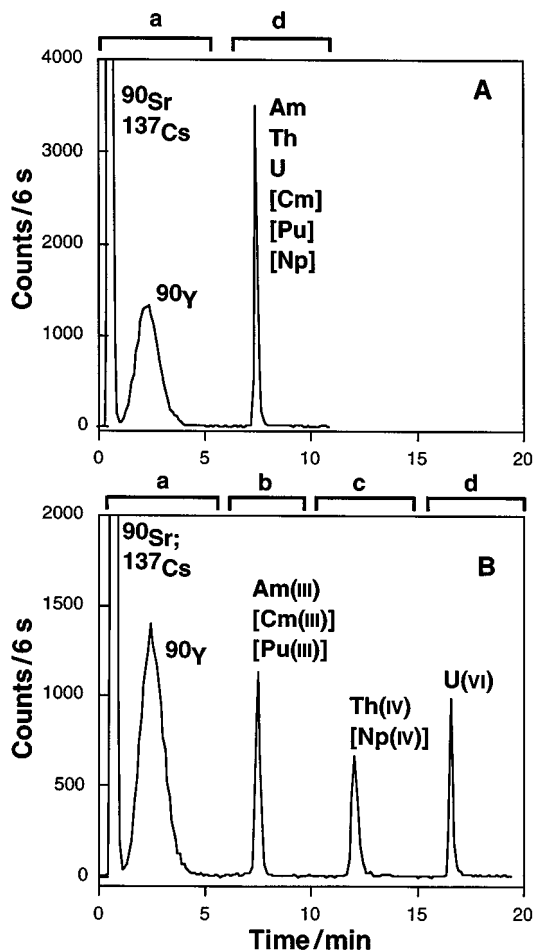 a d
4000
3000
2000
1000
0
Counts/6 s
90Sr
137Cs
90Y
A
Am
Th
U
[Cm]
[Pu]
[Np]
0 5 10 15 20
a b c d
2000
1500
1000
500
0
Counts/6 s
90Sr;
137Cs
90Y
B
Am(III)
[Cm(III)]
[Pu(III)]
Th(IV)
[Np(IV)]
U(VI)
0 5 10 15 20
Time/min